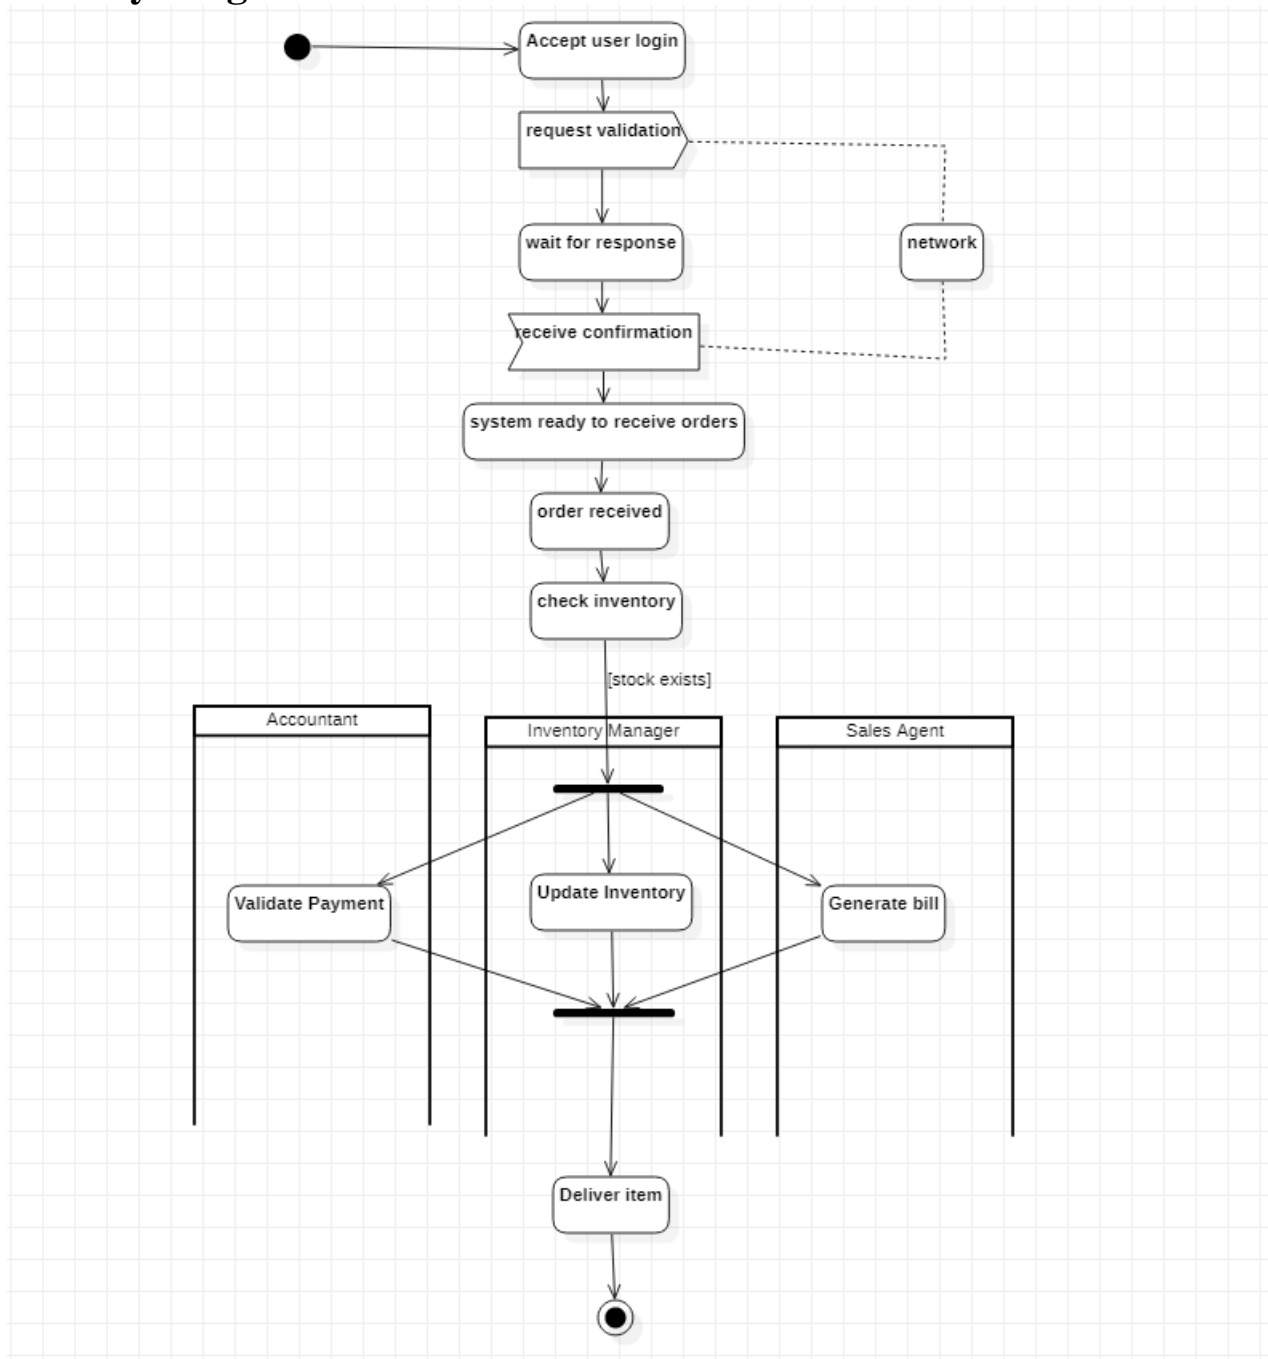 Accept user login
request validation
wait for response
network
receive confirmation
system ready to receive orders
order received
check inventory
[stock exists]
Accountant
Inventory Manager
Sales Agent
Validate Payment
Update Inventory
Generate bill
Deliver item